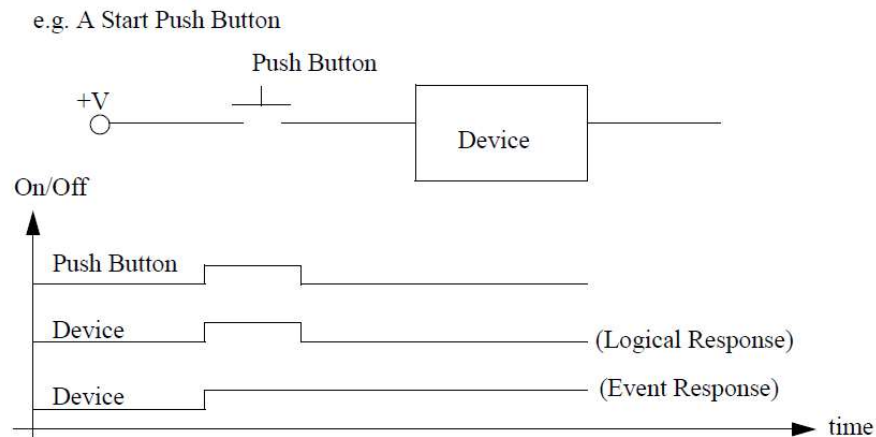 e.g. A Start Push Button
Push Button
+V
Device
On/Off
Push Button
Device
(Logical Response)
Device
(Event Response)
time